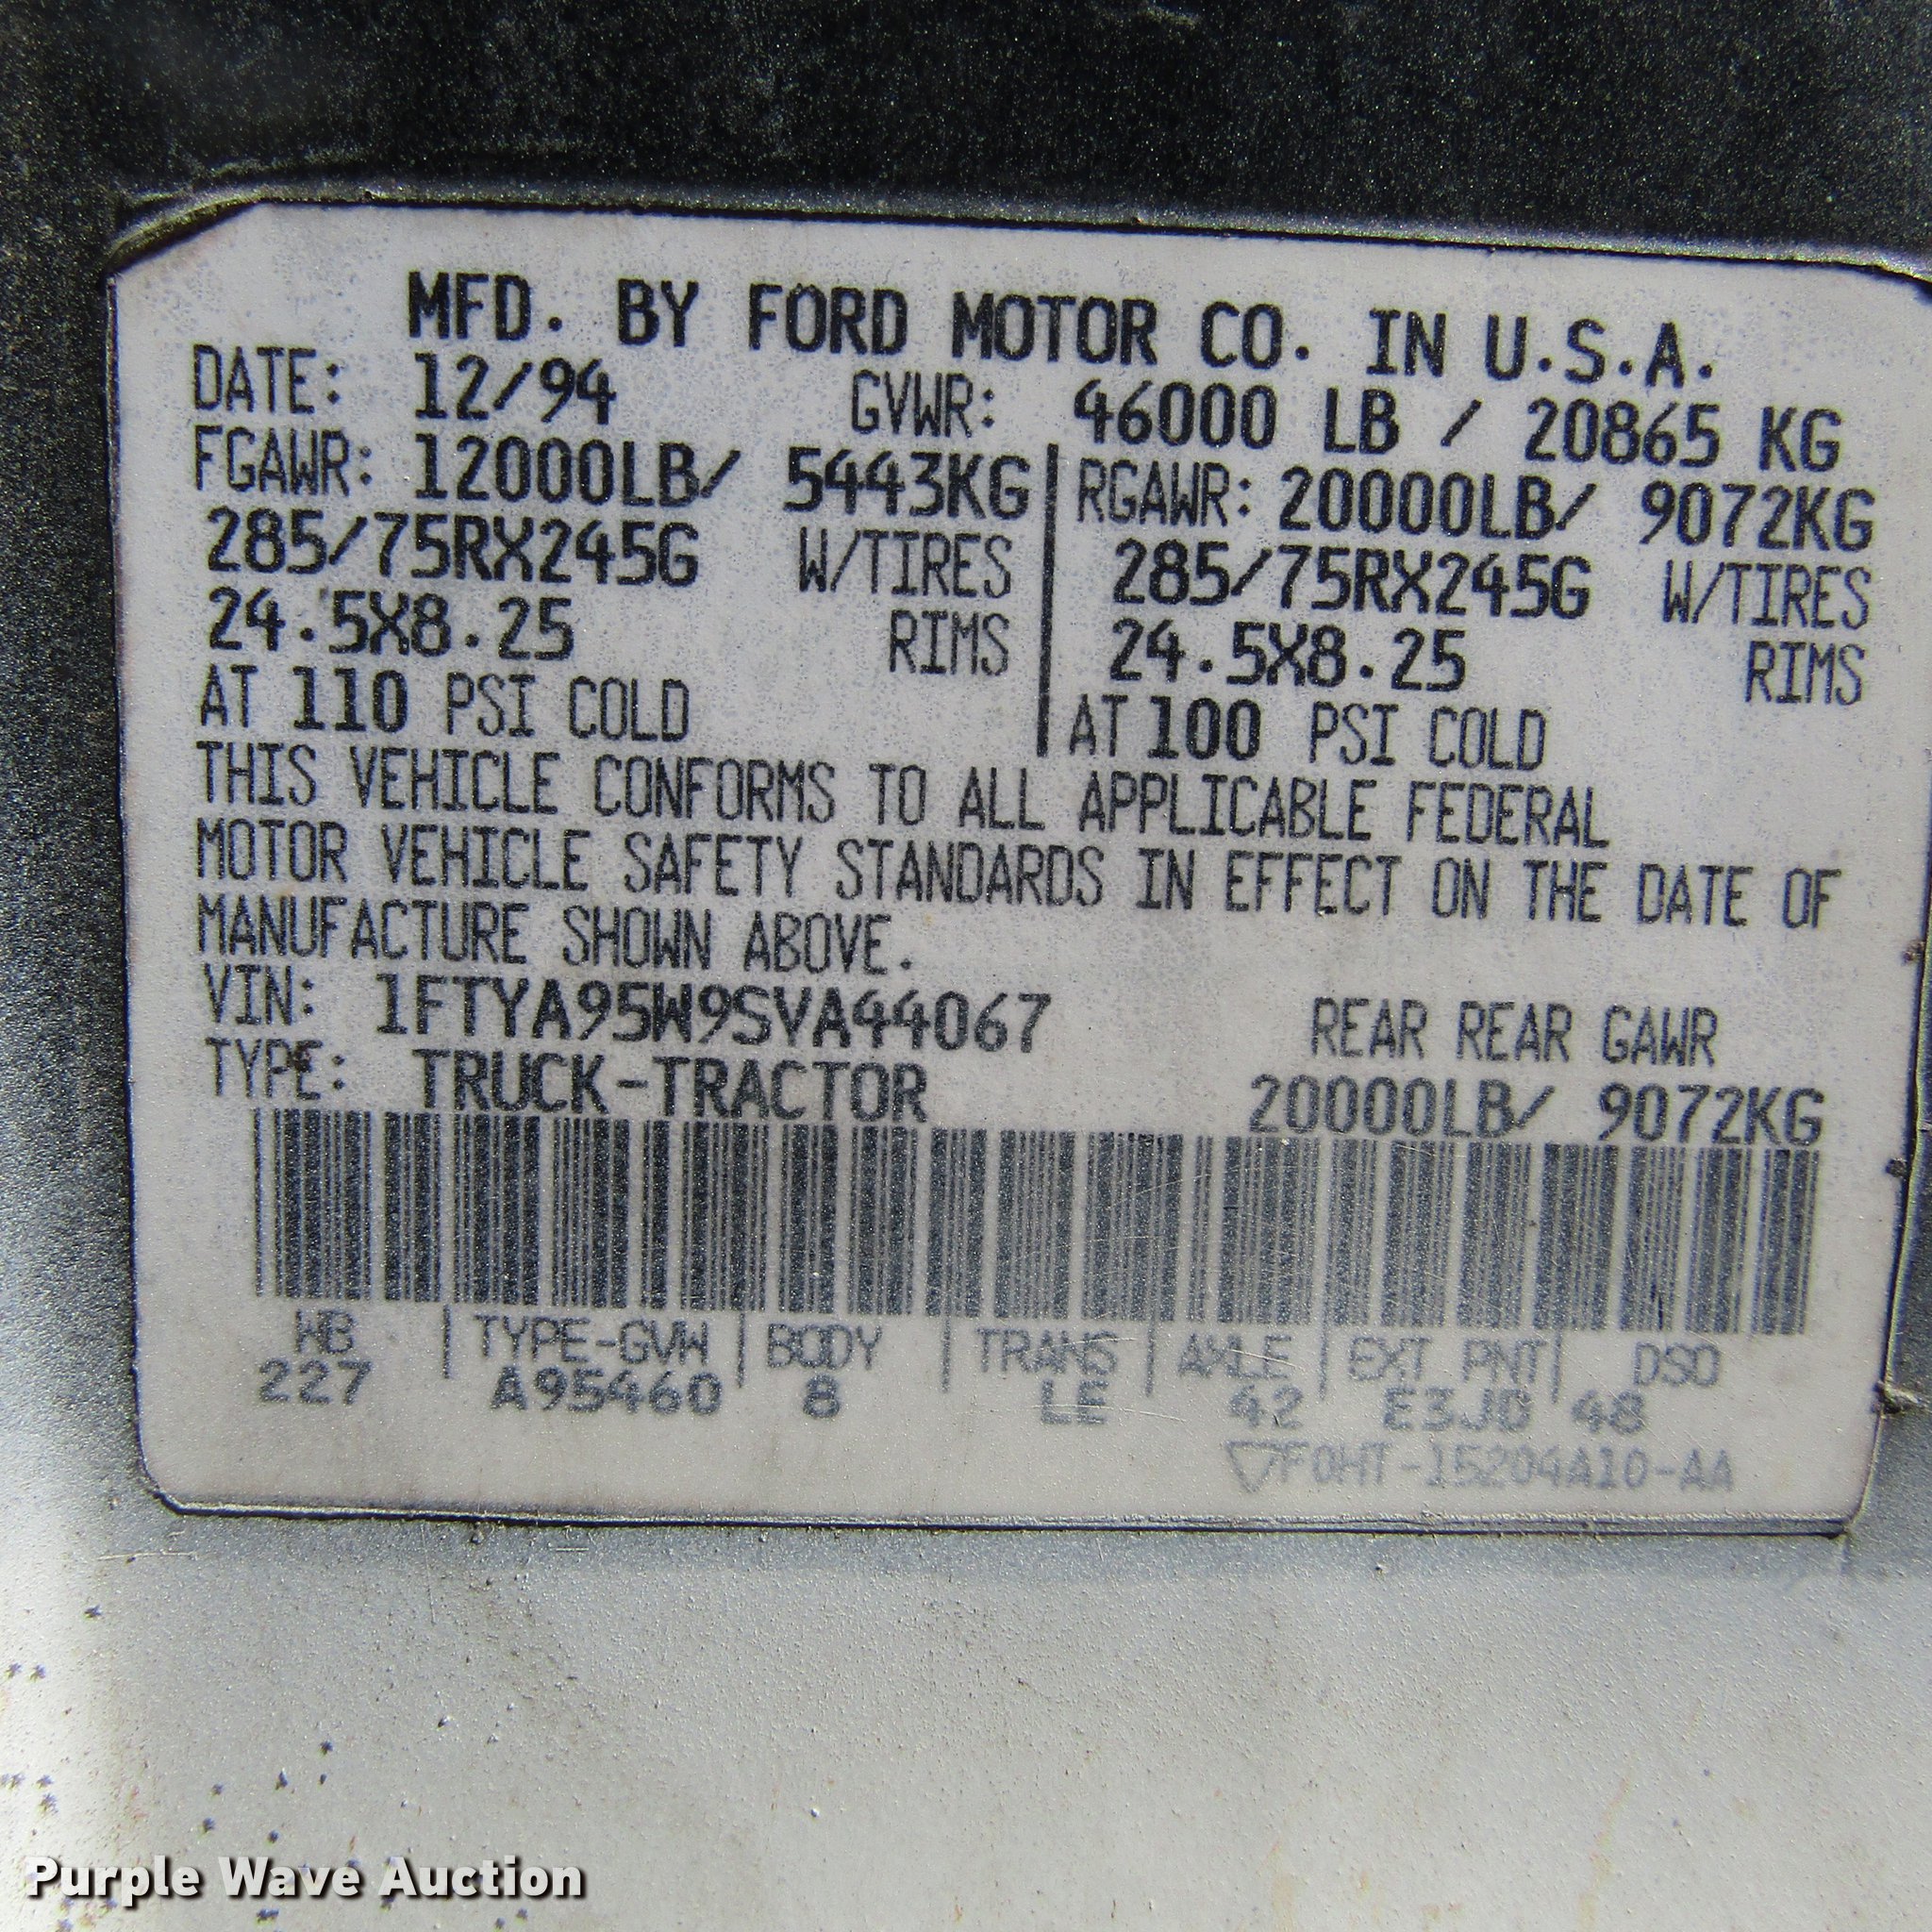 MFD. BY FORD MOTOR CO. IN U.S.A.
DATE: 12/94 GVWR: 46000 LB / 20865 KG
FGAWR: 12000LB/ 5443KG RGAWR: 20000LB/ 9072KG
285/75RX245G W/TIRES 285/75RX245G W/TIRES
24.5X8.25 RIMS 24.5X8.25 RIMS
AT 110 PSI COLD AT 100 PSI COLD
THIS VEHICLE CONFORMS TO ALL APPLICABLE FEDERAL
MOTOR VEHICLE SAFETY STANDARDS IN EFFECT ON THE DATE OF
MANUFACTURE SHOWN ABOVE.
VIN: 1FTYA95W9SVA44067 REAR REAR GAWR
TYPE: TRUCK-TRACTOR 20000LB/ 9072KG
WB | TYPE-GVW | BODY | TRANS | AXLE | EXT PNT | DSO
227 A95460 8 LE 42 E3JD 48
▽F0HT-15204A10-AA
Purple Wave Auction